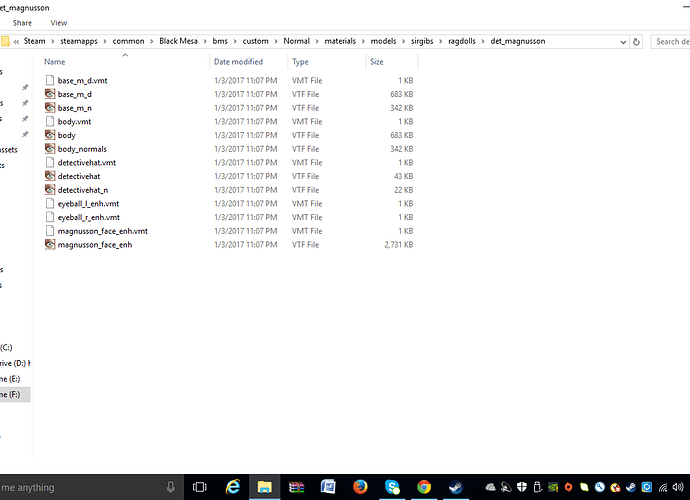 et_magnusson
Share View
« Steam › steamapps › common › Black Mesa › bms › custom › Normal › materials › models › sirgibs › ragdolls › det_magnusson
Search de
Name Date modified Type Size
base_m_d.vmt 1/3/2017 11:07 PM VMT File 1 KB
base_m_d 1/3/2017 11:07 PM VTF File 683 KB
base_m_n 1/3/2017 11:07 PM VTF File 342 KB
body.vmt 1/3/2017 11:07 PM VMT File 1 KB
body 1/3/2017 11:07 PM VTF File 683 KB
body_normals 1/3/2017 11:07 PM VTF File 342 KB
detectivehat.vmt 1/3/2017 11:07 PM VMT File 1 KB
detectivehat 1/3/2017 11:07 PM VTF File 43 KB
detectivehat_n 1/3/2017 11:07 PM VTF File 22 KB
eyeball_l_enh.vmt 1/3/2017 11:07 PM VMT File 1 KB
eyeball_r_enh.vmt 1/3/2017 11:07 PM VMT File 1 KB
magnusson_face_enh.vmt 1/3/2017 11:07 PM VMT File 1 KB
magnusson_face_enh 1/3/2017 11:07 PM VTF File 2,731 KB
ssets
ts
(C:)
rive (D:) H
ne (E:)
ne (F:)
me anything